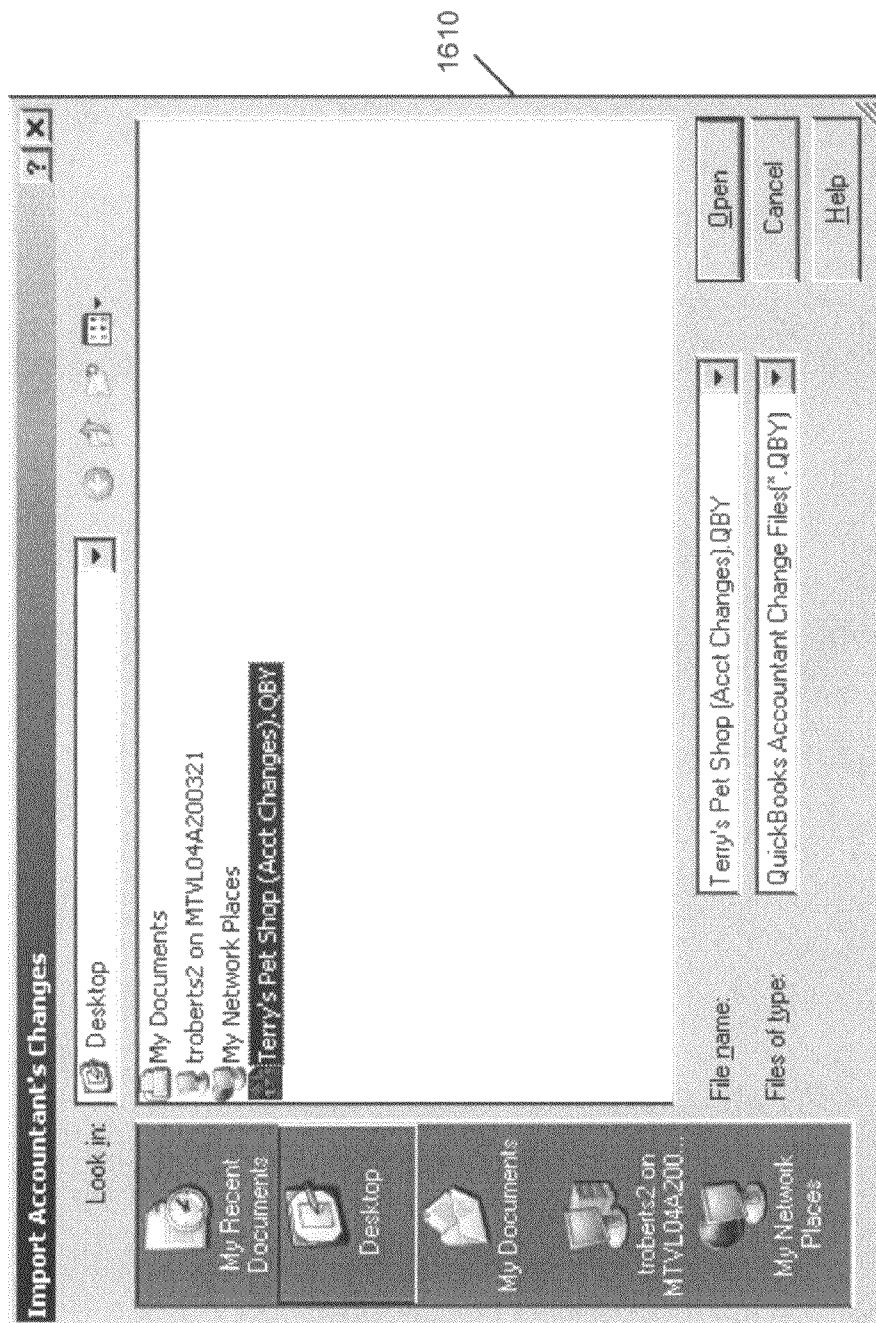 Import Accountant's Changes
? X
Look in:
Desktop
My Recent
Documents
Desktop
My Documents
troberts2 on
MTVL04A200...
My Network
Places
My Documents
troberts2 on MTVL04A200321
My Network Places
Terry's Pet Shop (Acct Changes).QBY
File name:
Terry's Pet Shop (Acct Changes).QBY
Open
Files of type:
QuickBooks Accountant Change Files(*.QBY)
Cancel
Help
1610